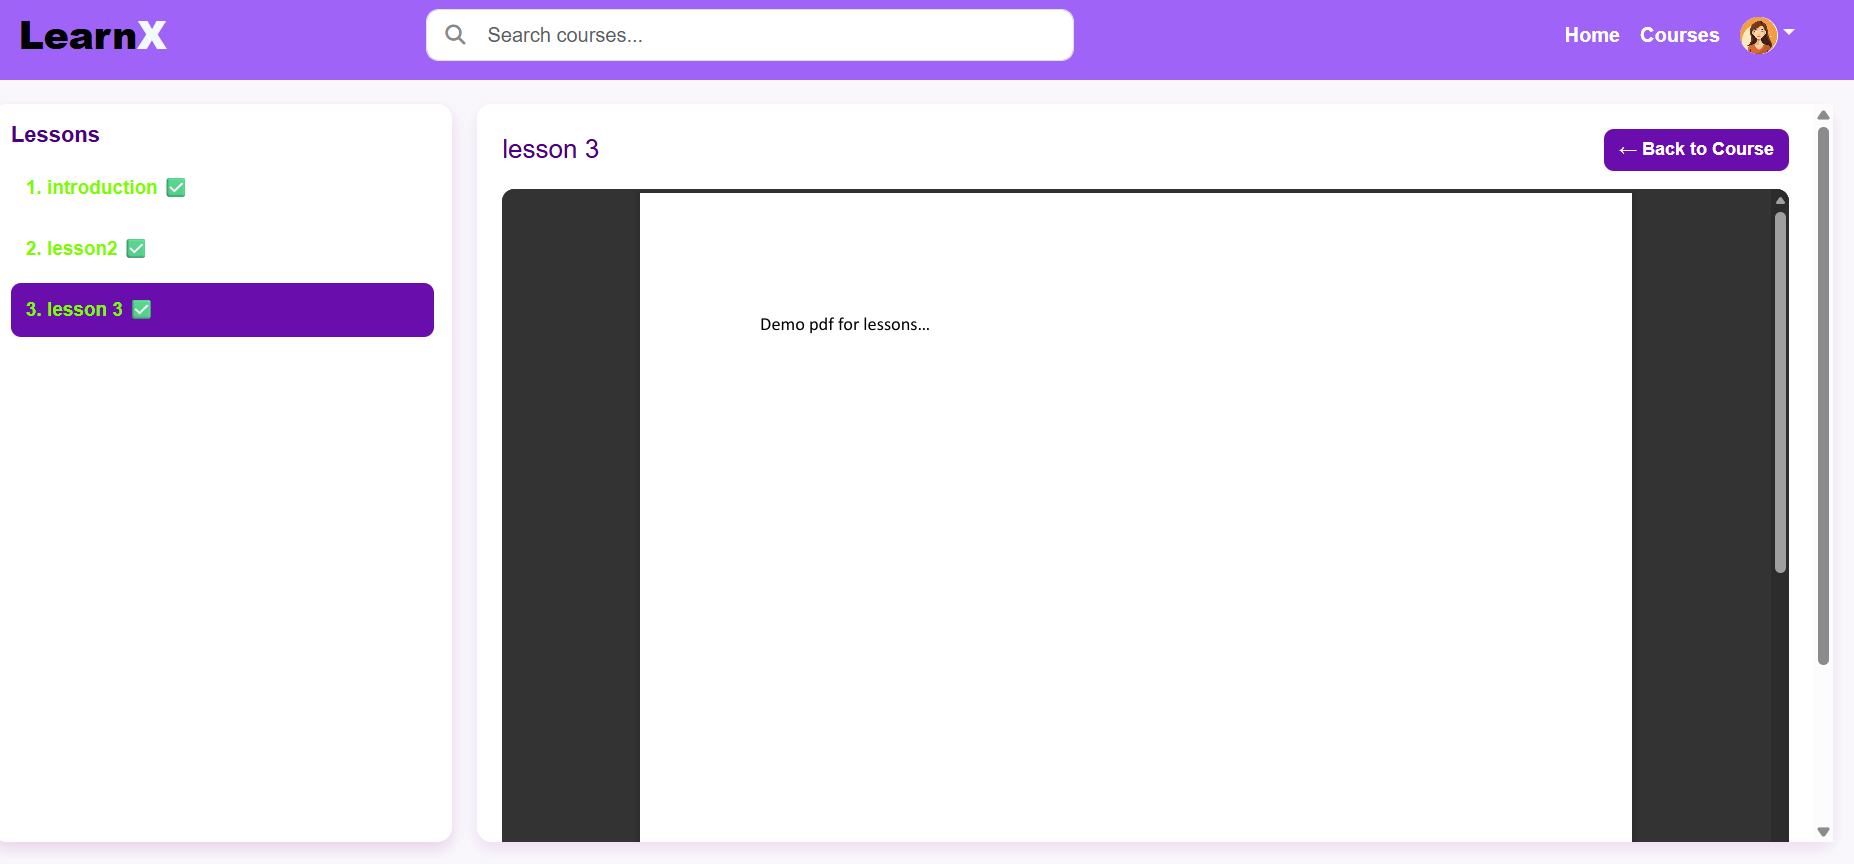 LearnX
Search courses...
Home
Courses
Lessons
1. introduction ✅
2. lesson2 ✅
3. lesson 3 ✅
lesson 3
← Back to Course
Demo pdf for lessons...